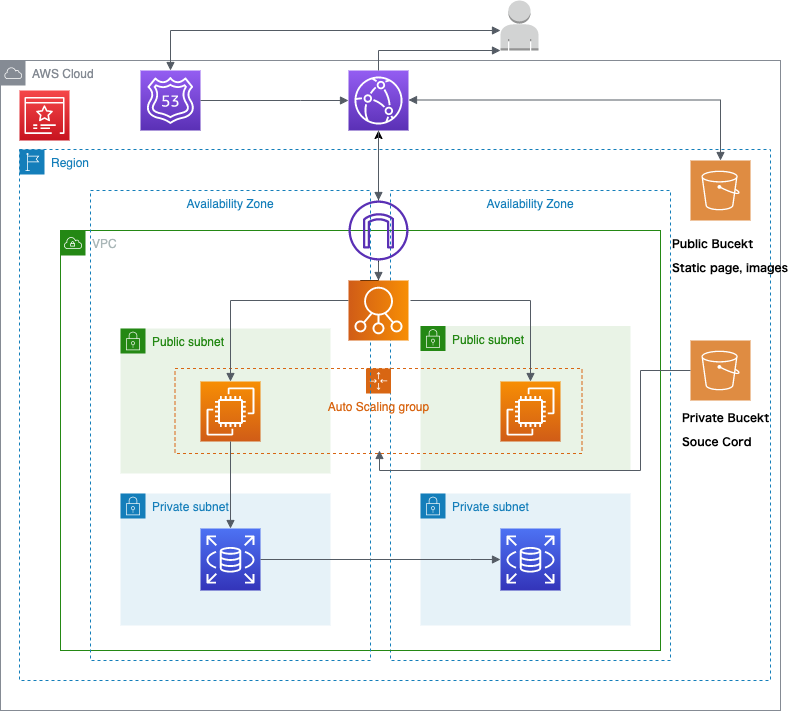 AWS Cloud
53
Region
Availability Zone
Availability Zone
VPC
Public Bucekt
Static page, images
Public subnet
Public subnet
Auto Scaling group
Private Bucekt
Souce Cord
Private subnet
Private subnet